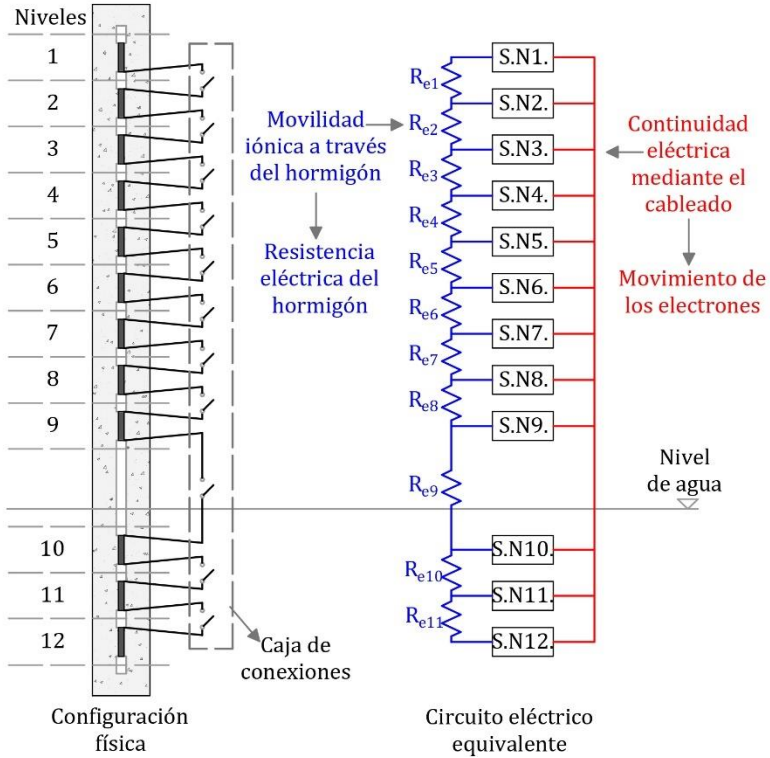 Niveles
1
2
3
4
5
6
7
8
9
10
11
12
Caja de
conexiones
Configuración
física
Movilidad
iónica a través
del hormigón
Resistencia
eléctrica del
hormigón
Re1
Re2
Re3
Re4
Re5
Re6
Re7
Re8
Re9
Re10
Re11
S.N1.
S.N2.
S.N3.
S.N4.
S.N5.
S.N6.
S.N7.
S.N8.
S.N9.
S.N10.
S.N11.
S.N12.
Continuidad
eléctrica
mediante el
cableado
Movimiento de
los electrones
Nivel
de agua
Circuito eléctrico
equivalente